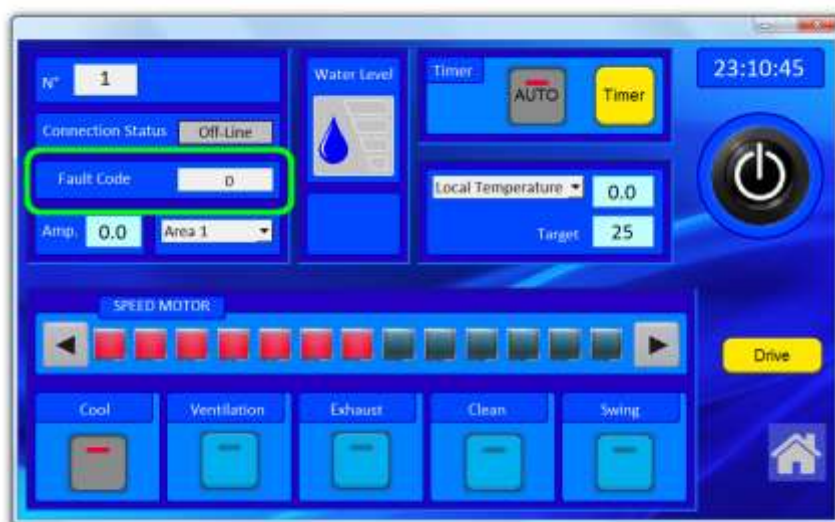 N° 1
Connection Status Off-Line
Fault Code 0
Amp. 0.0 Area 1
Water Level
Timer AUTO Timer
Local Temperature 0.0
Target 25
23:10:45
SPEED MOTOR
Drive
Cool Ventilation Exhaust Clean Swing